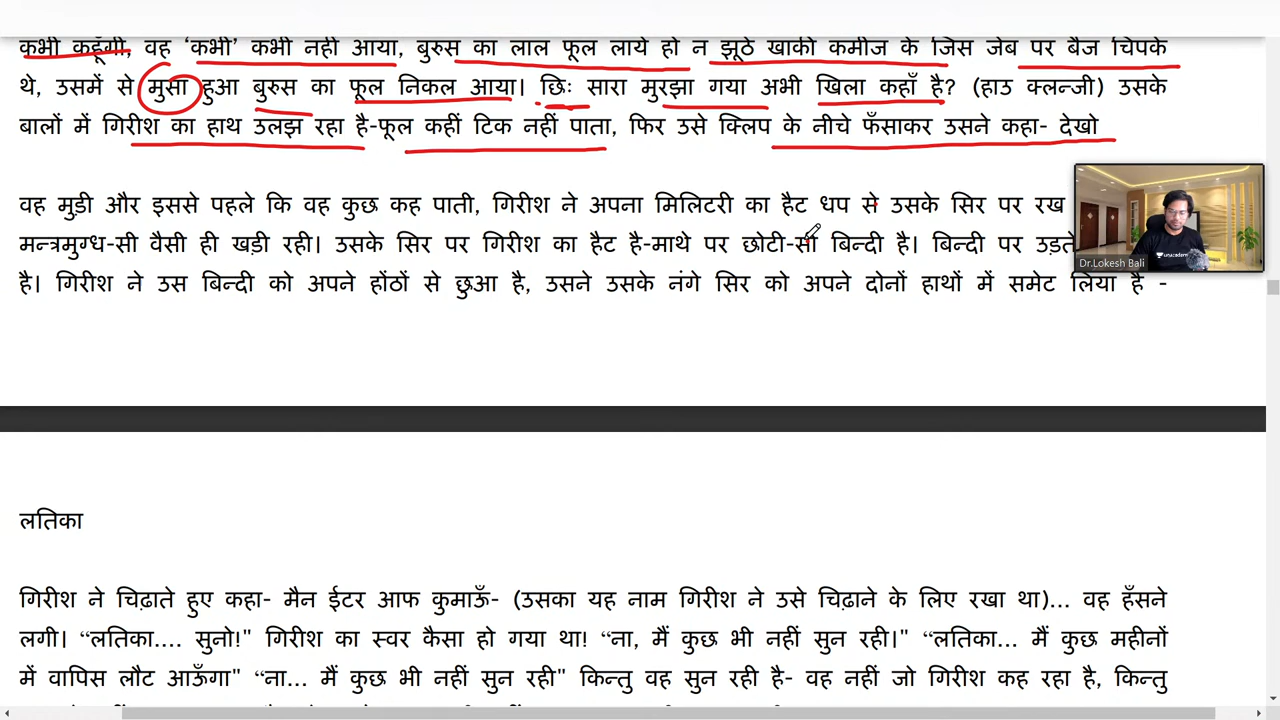 कभी कहूँगी, वह ‘कभी’ कभी नही आया, बुरुस का लाल फूल लाये हो न झूठे खाकी कमीज के जिस जेब पर बैज चिपके
थे, उसमें से मुसा हुआ बुरुस का फूल निकल आया। छिः सारा मुरझा गया अभी खिला कहाँ है? (हाउ क्लन्जी) उसके
बालों में गिरीश का हाथ उलझ रहा है-फूल कहीं टिक नहीं पाता, फिर उसे क्लिप के नीचे फँसाकर उसने कहा- देखो
वह मुड़ी और इससे पहले कि वह कुछ कह पाती, गिरीश ने अपना मिलिटरी का हैट धप से उसके सिर पर रख
मन्त्रमुग्ध-सी वैसी ही खड़ी रही। उसके सिर पर गिरीश का हैट है-माथे पर छोटी-सी बिन्दी है। बिन्दी पर उड़ते
है। गिरीश ने उस बिन्दी को अपने होंठों से छुआ है, उसने उसके नंगे सिर को अपने दोनों हाथों में समेट लिया है -
Dr.Lokesh Bali
unacademy
लतिका
गिरीश ने चिढ़ाते हुए कहा- मैन ईटर आफ कुमाऊँ- (उसका यह नाम गिरीश ने उसे चिढ़ाने के लिए रखा था)... वह हँसने
लगी। “लतिका.... सुनो!" गिरीश का स्वर कैसा हो गया था! “ना, मैं कुछ भी नहीं सुन रही।" “लतिका... मैं कुछ महीनों
में वापिस लौट आऊँगा" “ना... मैं कुछ भी नहीं सुन रही" किन्तु वह सुन रही है- वह नहीं जो गिरीश कह रहा है, किन्तु